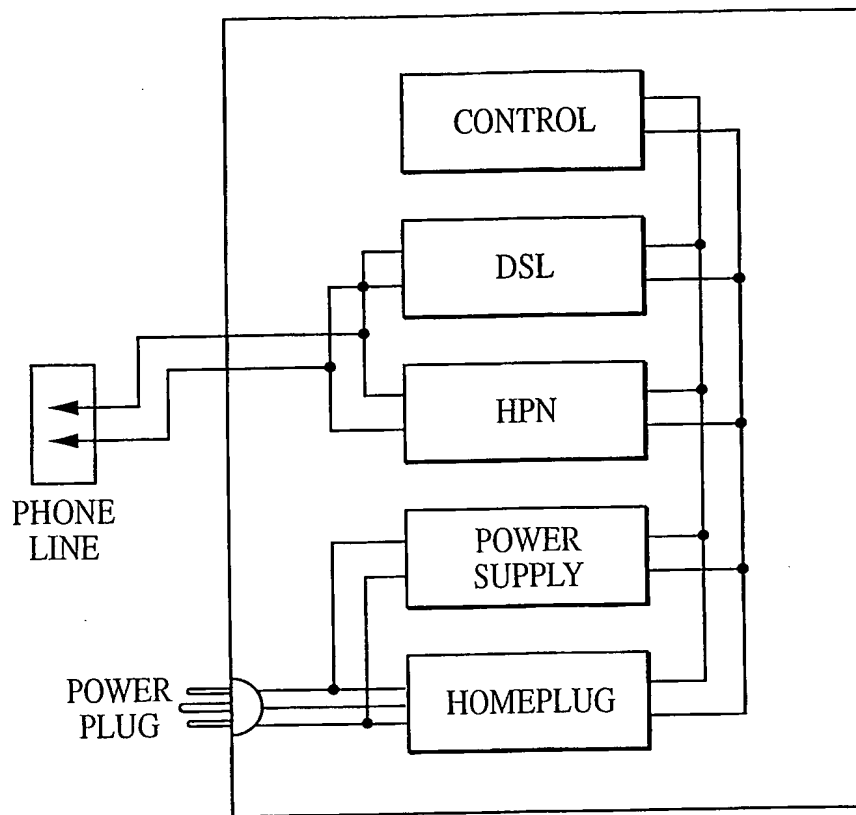 CONTROL
DSL
HPN
PHONE
LINE
POWER
SUPPLY
POWER
PLUG
HOMEPLUG